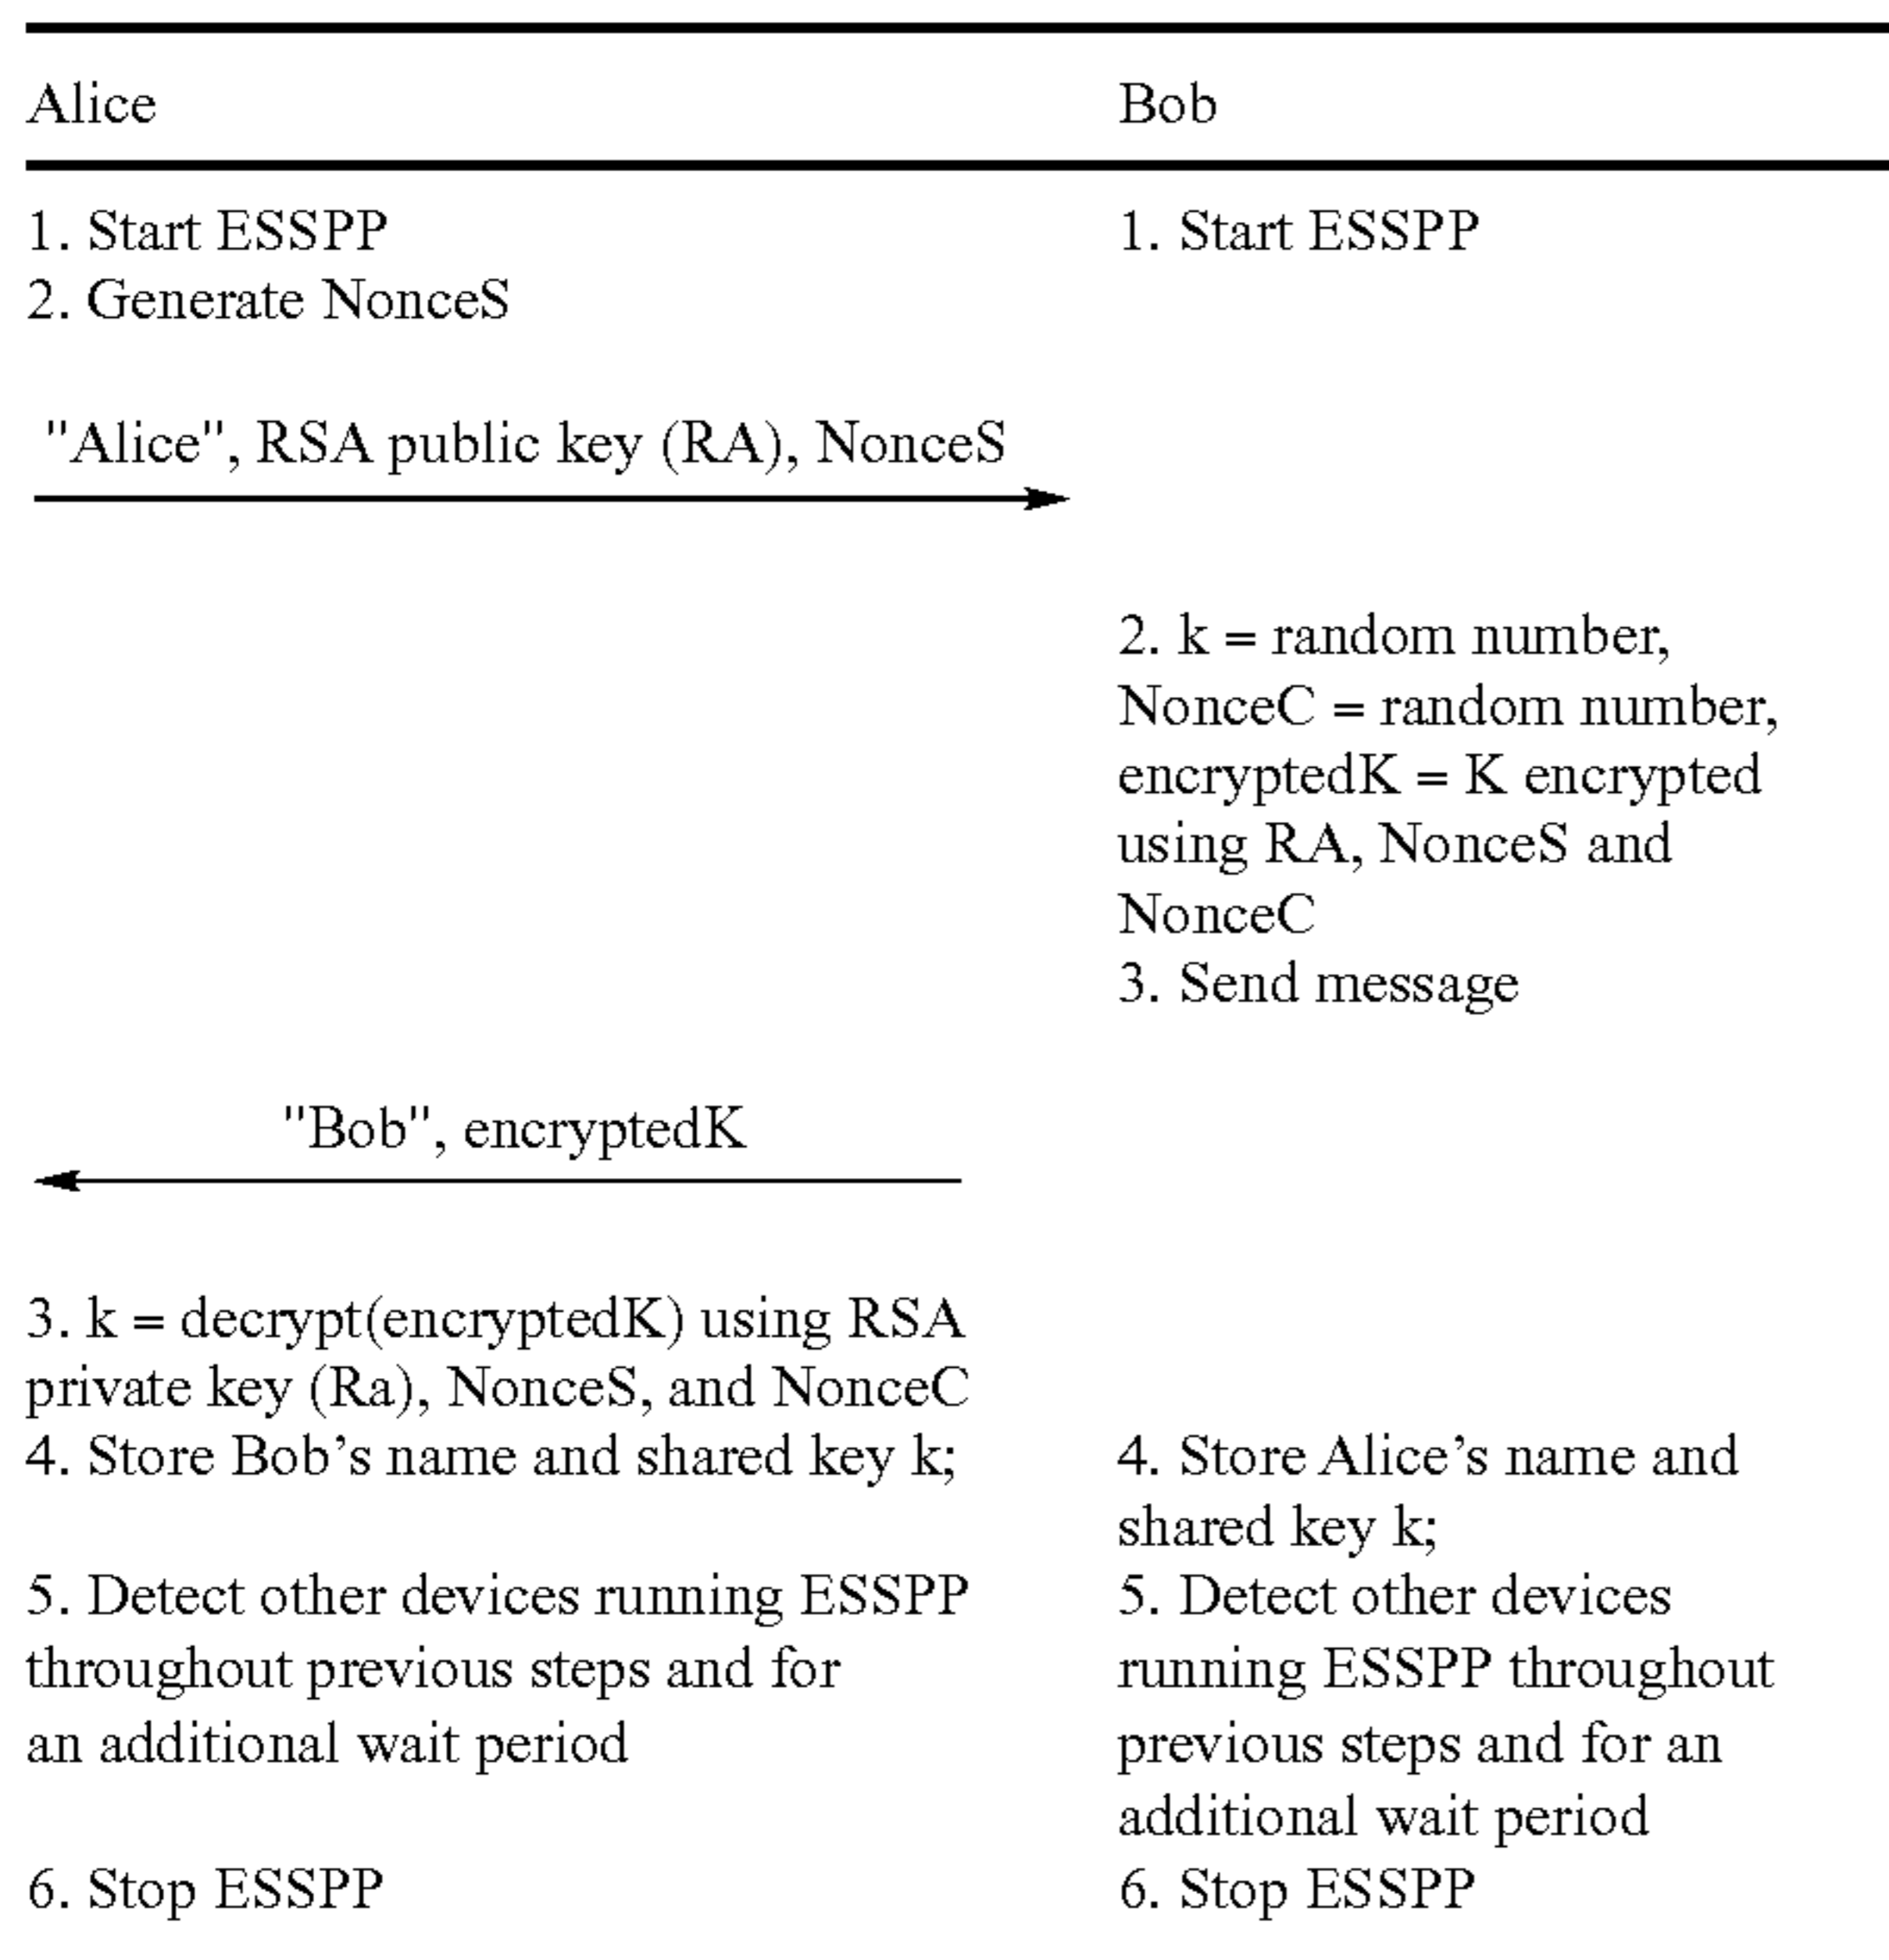 Alice
Bob
1. Start ESSPP
1. Start ESSPP
2. Generate NonceS
"Alice", RSA public key (RA), NonceS
2. k = random number,
NonceC = random number,
encryptedK = K encrypted
using RA, NonceS and
NonceC
3. Send message
"Bob", encryptedK
3. k = decrypt(encryptedK) using RSA
private key (Ra), NonceS, and NonceC
4. Store Bob’s name and shared key k;
4. Store Alice’s name and
shared key k;
5. Detect other devices running ESSPP
throughout previous steps and for
an additional wait period
5. Detect other devices
running ESSPP throughout
previous steps and for an
additional wait period
6. Stop ESSPP
6. Stop ESSPP